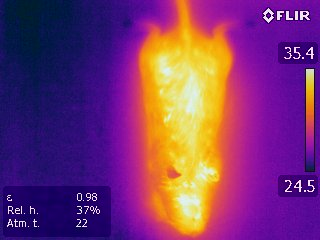 FLIR
35.4
24.5
ε 0.98
Rel. h. 37%
Atm. t. 22